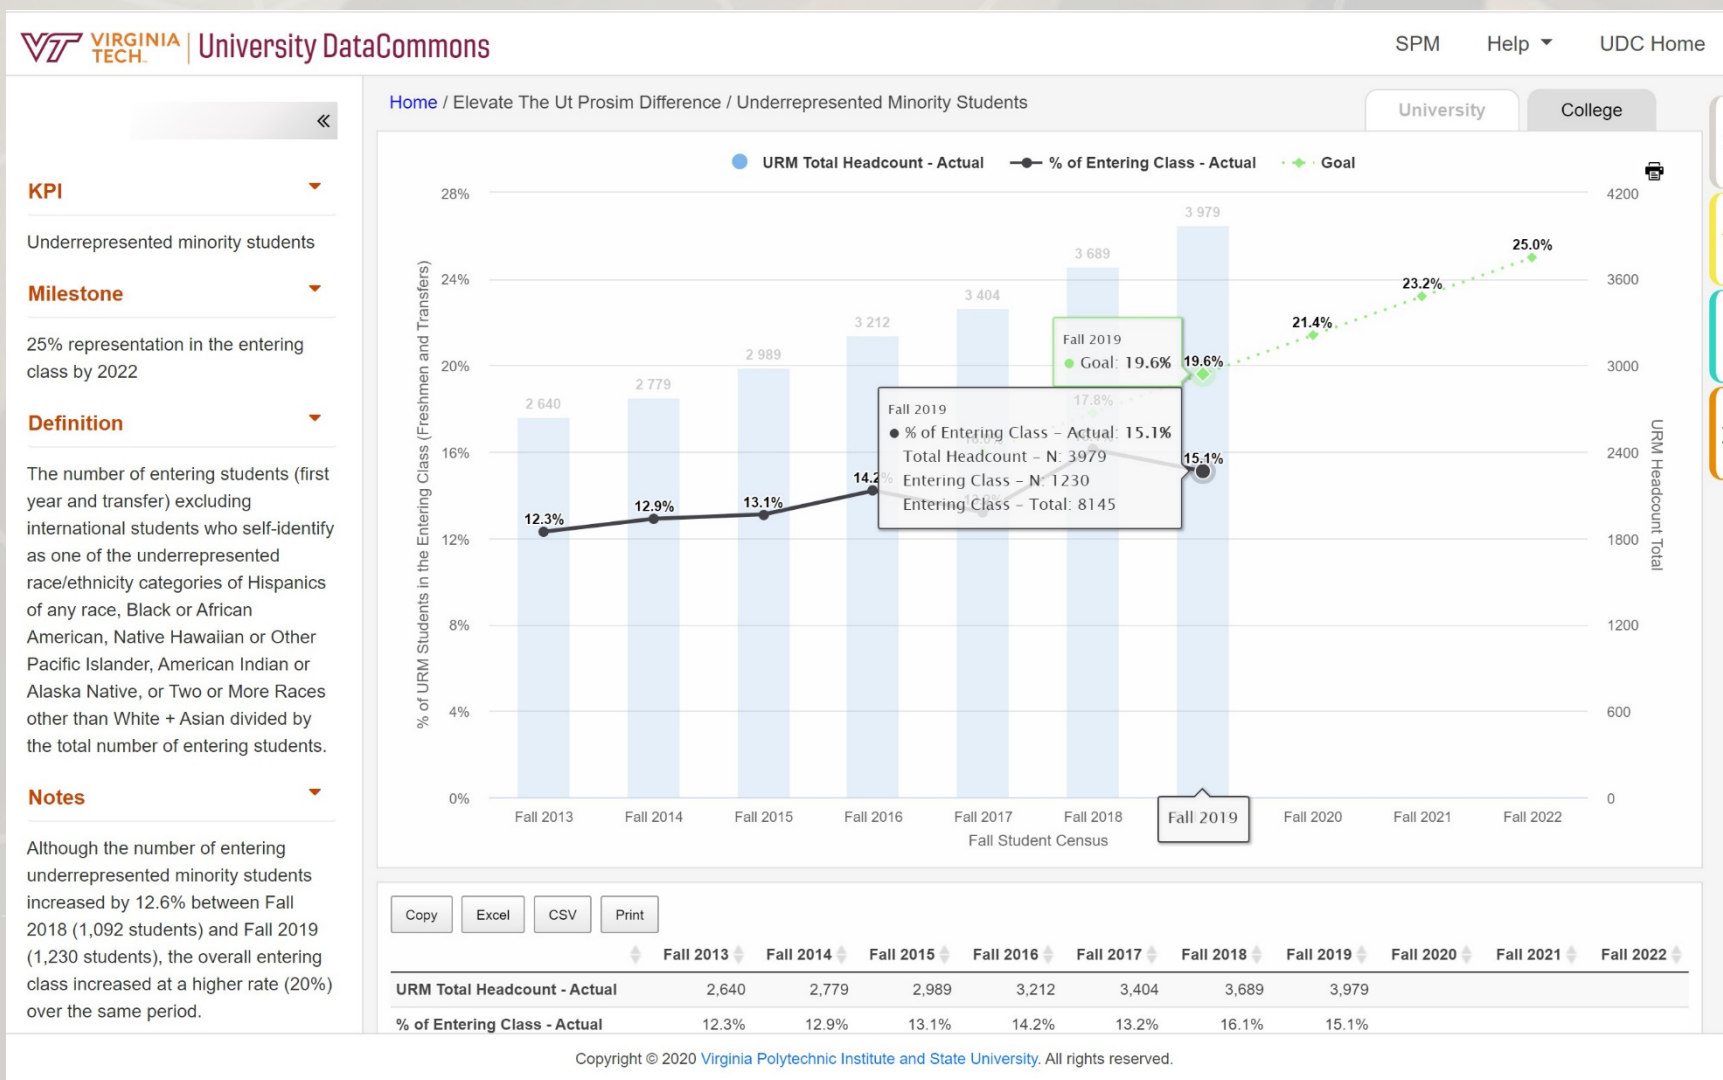 VT VIRGINIA TECH | University DataCommons
SPM Help UDC Home
«
KPI
Underrepresented minority students
Milestone
25% representation in the entering
class by 2022
Definition
The number of entering students (first
year and transfer) excluding
international students who self-identify
as one of the underrepresented
race/ethnicity categories of Hispanics
of any race, Black or African
American, Native Hawaiian or Other
Pacific Islander, American Indian or
Alaska Native, or Two or More Races
other than White + Asian divided by
the total number of entering students.
Notes
Although the number of entering
underrepresented minority students
increased by 12.6% between Fall
2018 (1,092 students) and Fall 2019
(1,230 students), the overall entering
class increased at a higher rate (20%)
over the same period.
Home / Elevate The Ut Prosim Difference / Underrepresented Minority Students
University College
URM Total Headcount - Actual % of Entering Class - Actual Goal
% of URM Students in the Entering Class (Freshmen and Transfers)
28%
24%
20%
16%
12%
8%
4%
0%
2 640
2 779
2 989
3 212
3 404
3 689
3 979
12.3%
12.9%
13.1%
14.2%
17.8%
15.1%
19.6%
21.4%
23.2%
25.0%
Fall 2019
Goal: 19.6%
Fall 2019
% of Entering Class – Actual: 15.1%
Total Headcount – N: 3979
Entering Class – N: 1230
Entering Class – Total: 8145
4200
3600
3000
2400
1800
1200
600
0
URM Headcount Total
Fall 2013 Fall 2014 Fall 2015 Fall 2016 Fall 2017 Fall 2018 Fall 2019 Fall 2020 Fall 2021 Fall 2022
Fall Student Census
Copy Excel CSV Print
Fall 2013 Fall 2014 Fall 2015 Fall 2016 Fall 2017 Fall 2018 Fall 2019 Fall 2020 Fall 2021 Fall 2022
URM Total Headcount - Actual 2,640 2,779 2,989 3,212 3,404 3,689 3,979
% of Entering Class - Actual 12.3% 12.9% 13.1% 14.2% 13.2% 16.1% 15.1%
Copyright © 2020 Virginia Polytechnic Institute and State University. All rights reserved.